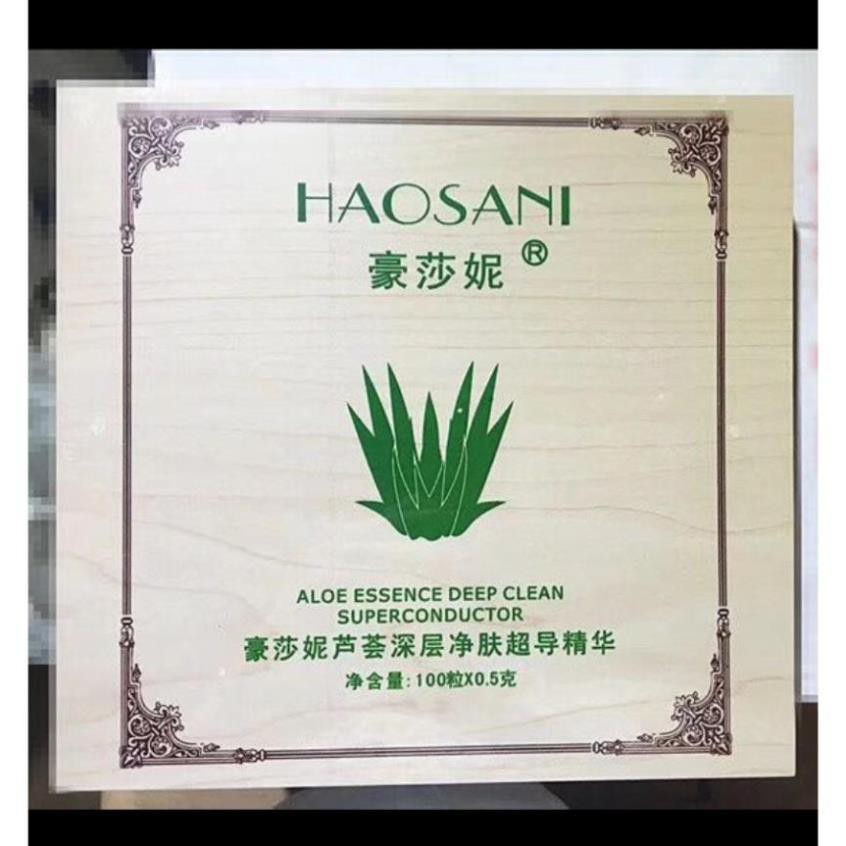 HAOSANI
豪莎妮®
ALOE ESSENCE DEEP CLEAN
SUPERCONDUCTOR
豪莎妮芦荟深层净肤超导精华
净含量:100粒X0.5克